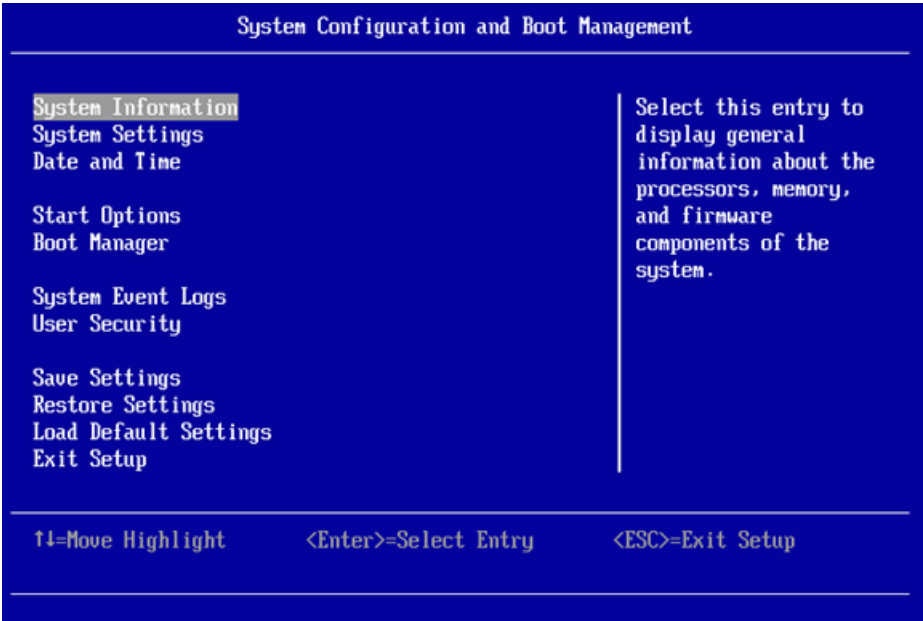 System Configuration and Boot Management
System Information
System Settings
Date and Time
Start Options
Boot Manager
System Event Logs
User Security
Save Settings
Restore Settings
Load Default Settings
Exit Setup
Select this entry to
display general
information about the
processors, memory,
and firmware
components of the
system.
↑↓=Move Highlight <Enter>=Select Entry <ESC>=Exit Setup